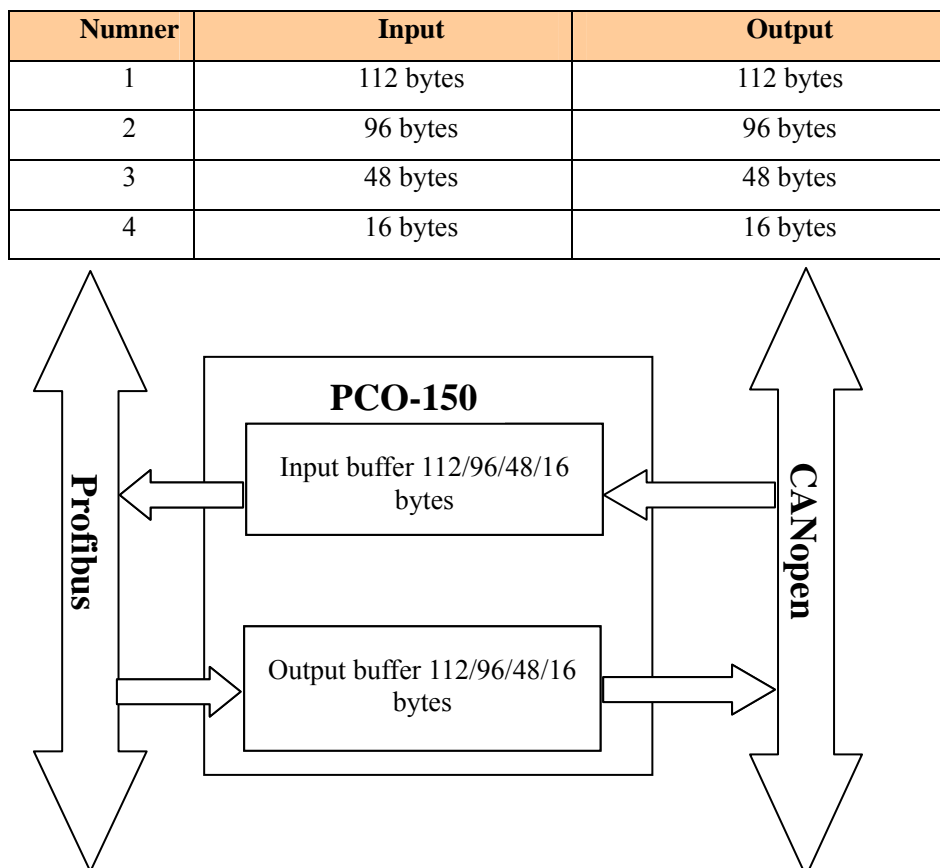 Numner Input Output
1 112 bytes 112 bytes
2 96 bytes 96 bytes
3 48 bytes 48 bytes
4 16 bytes 16 bytes
PCO-150
Input buffer 112/96/48/16
bytes
Profibus
CANopen
Output buffer 112/96/48/16
bytes